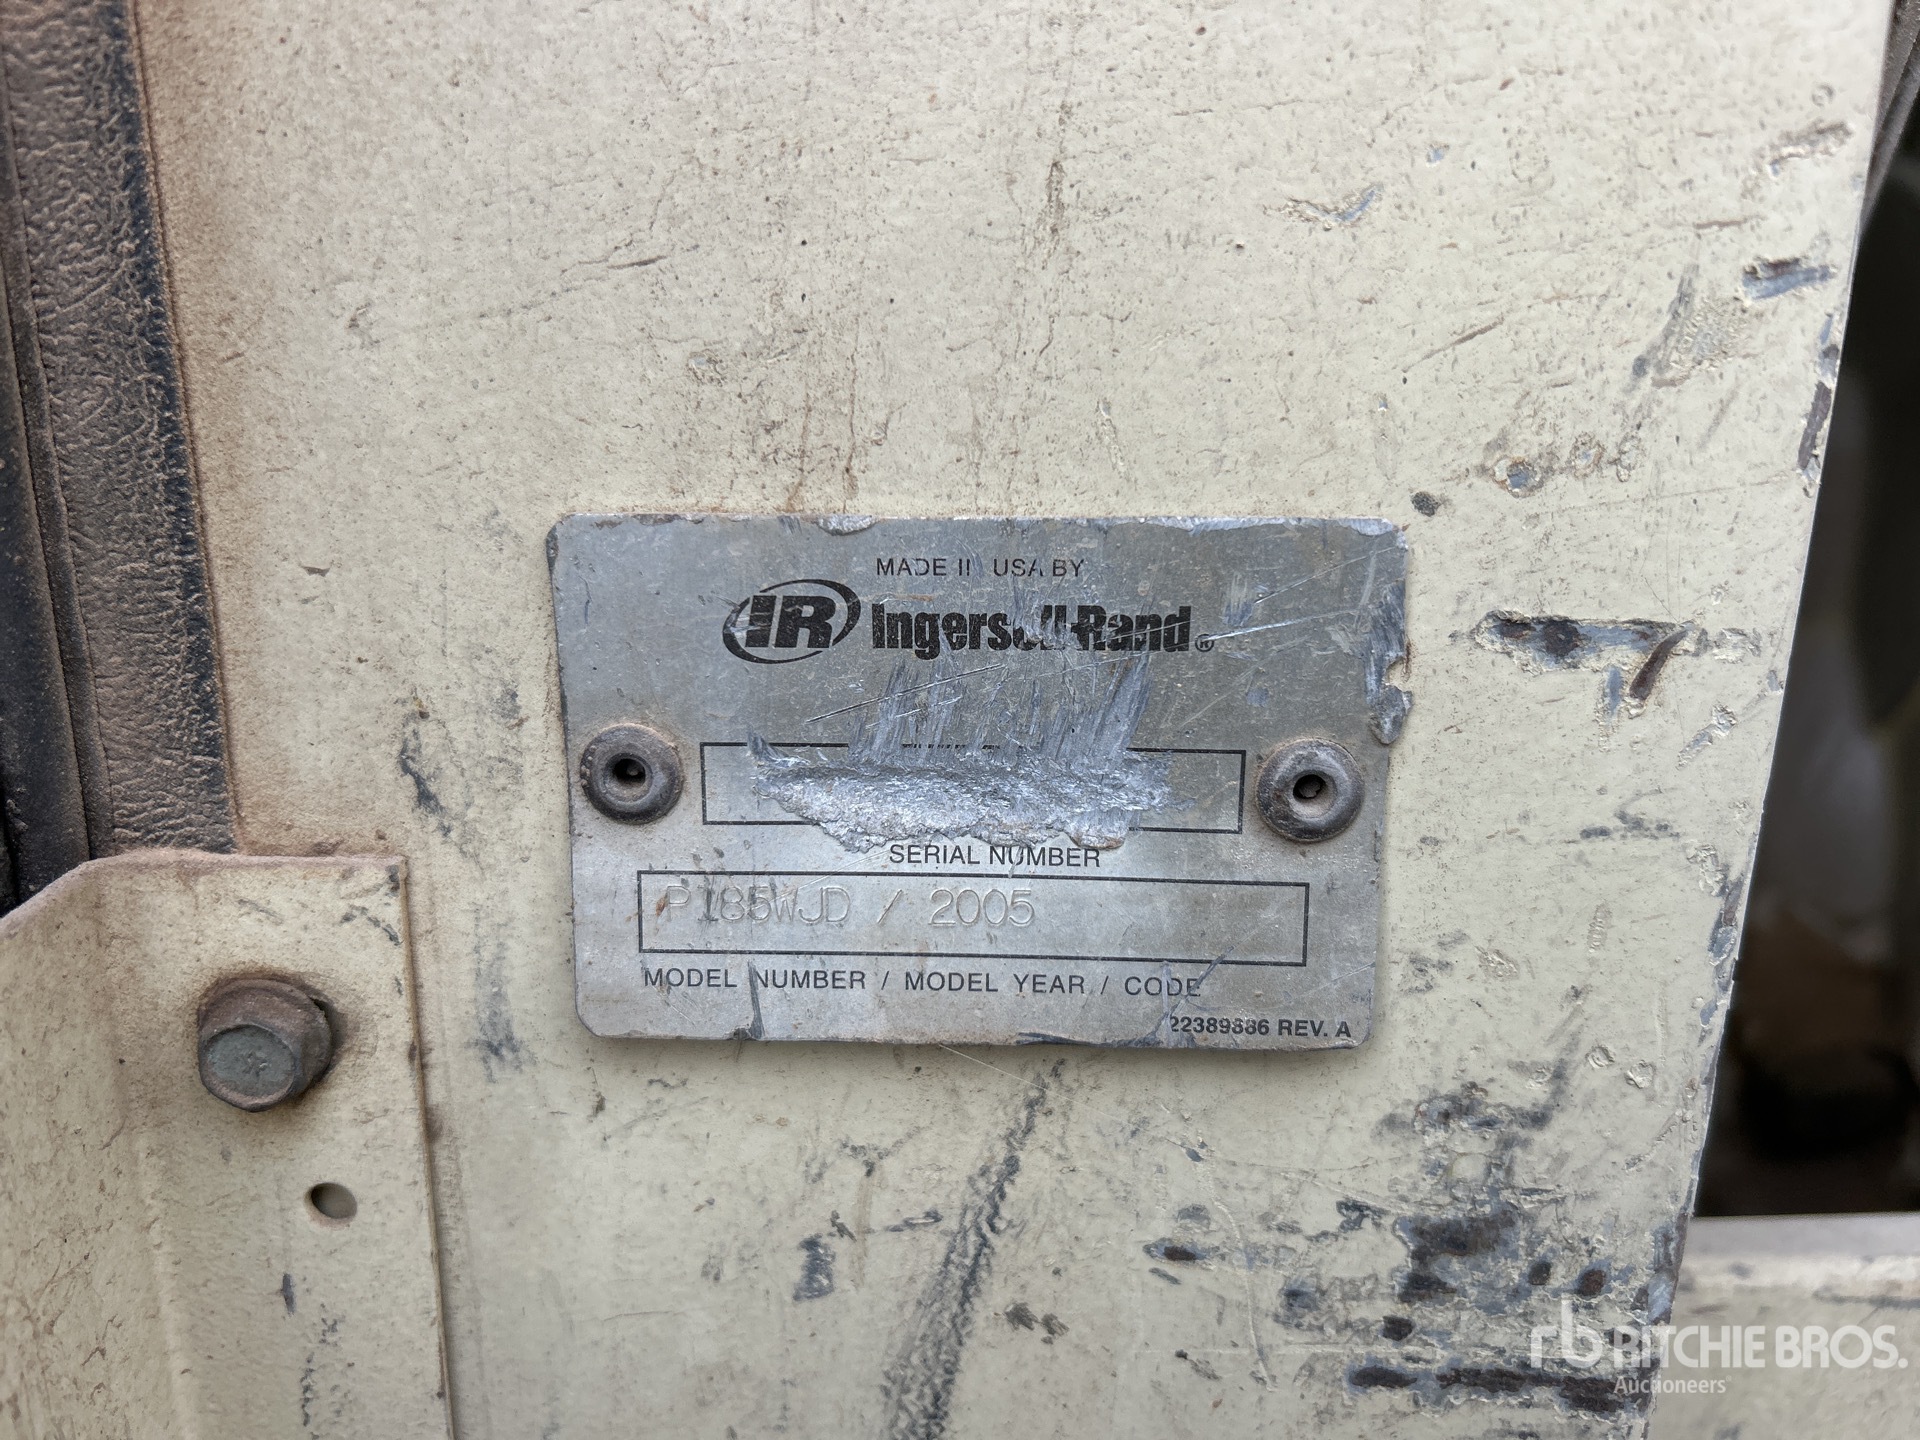 MADE IN USA BY
IR Ingersoll-Rand®
SERIAL NUMBER
P185WJD / 2005
MODEL NUMBER / MODEL YEAR / CODE
22389886 REV. A
rb RITCHIE BROS.
Auctioneers